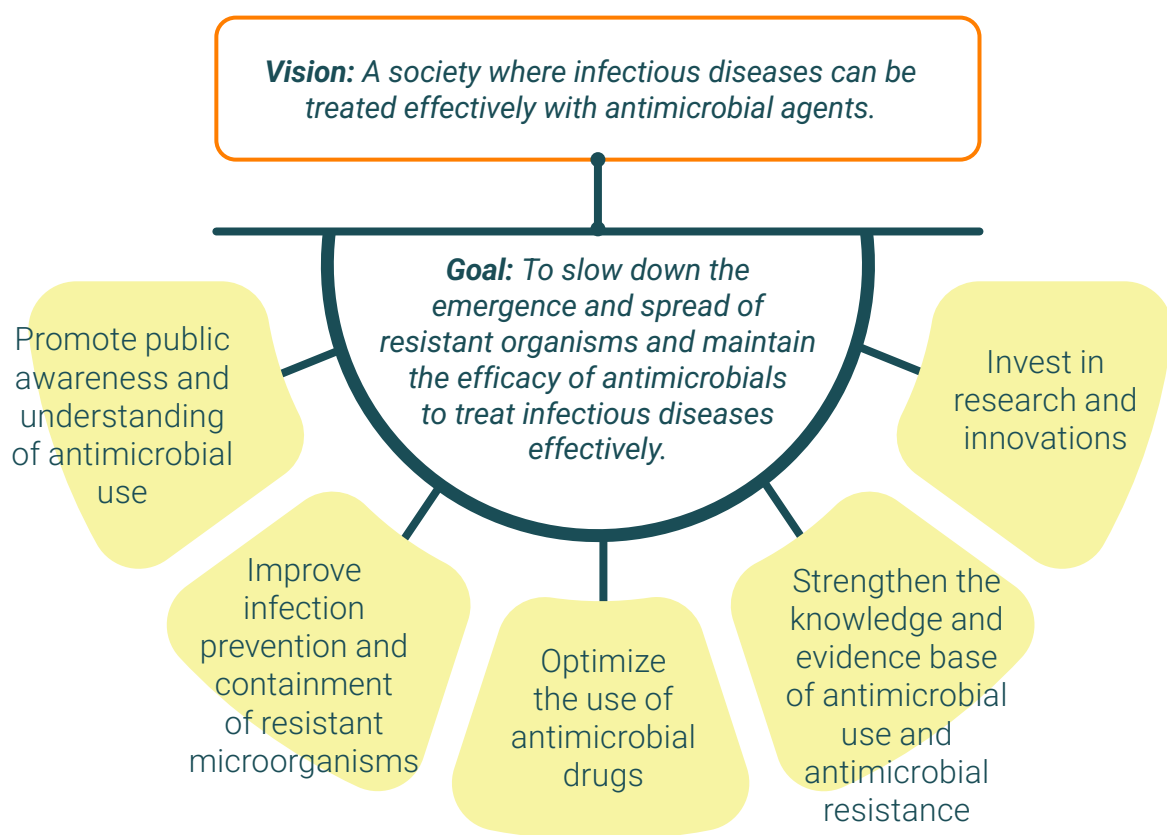 Vision: A society where infectious diseases can be
treated effectively with antimicrobial agents.
Goal: To slow down the
emergence and spread of
resistant organisms and maintain
the efficacy of antimicrobials
to treat infectious diseases
effectively.
Promote public
awareness and
understanding
of antimicrobial
use
Improve
infection
prevention and
containment
of resistant
microorganisms
Optimize
the use of
antimicrobial
drugs
Strengthen the
knowledge and
evidence base
of antimicrobial
use and
antimicrobial
resistance
Invest in
research and
innovations